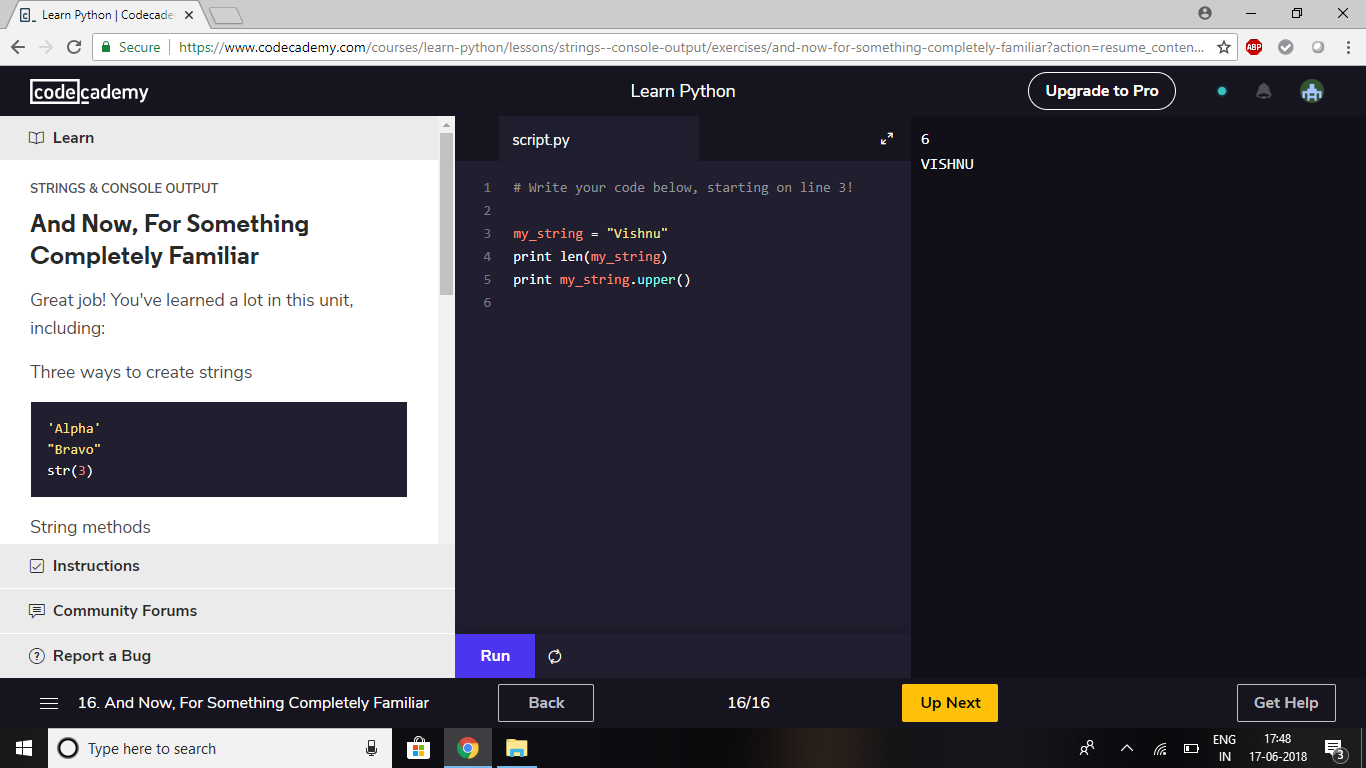 Learn Python | Codecade
Secure
https://www.codecademy.com/courses/learn-python/lessons/strings--console-output/exercises/and-now-for-something-completely-familiar?action=resume_conten...
ABP
codecademy
Learn Python
Upgrade to Pro
Learn
STRINGS & CONSOLE OUTPUT
And Now, For Something
Completely Familiar
Great job! You've learned a lot in this unit,
including:
Three ways to create strings
'Alpha'
"Bravo"
str(3)
String methods
Instructions
Community Forums
Report a Bug
script.py
1 # Write your code below, starting on line 3!
2
3 my_string = "Vishnu"
4 print len(my_string)
5 print my_string.upper()
6
Run
6
VISHNU
16. And Now, For Something Completely Familiar
Back
16/16
Up Next
Get Help
Type here to search
ENG
IN
17:48
17-06-2018
3